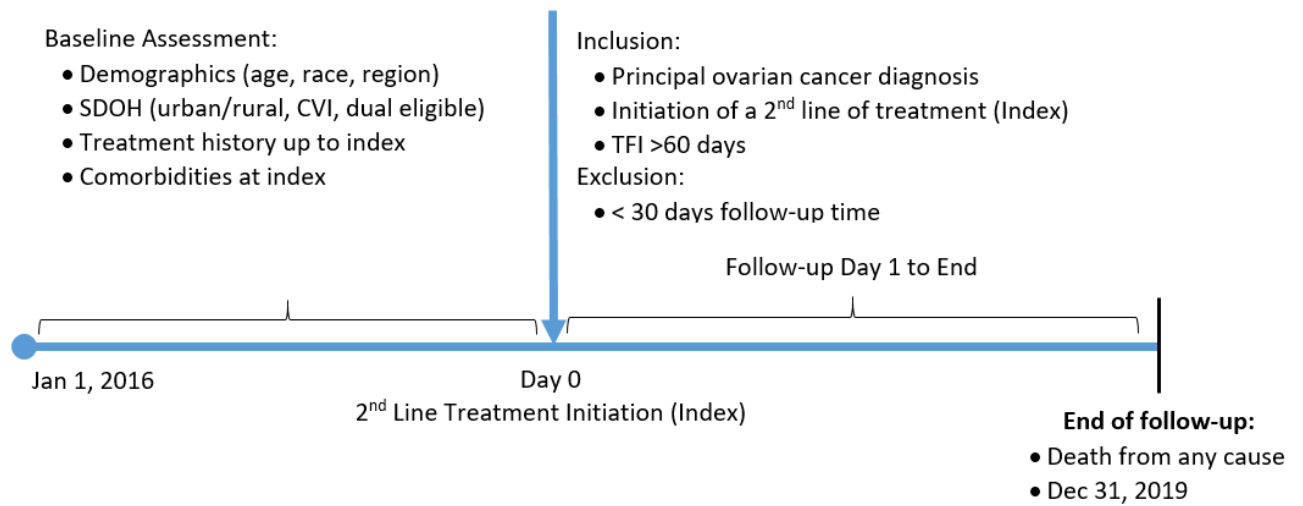 Baseline Assessment:
• Demographics (age, race, region)
• SDOH (urban/rural, CVI, dual eligible)
• Treatment history up to index
• Comorbidities at index
Inclusion:
• Principal ovarian cancer diagnosis
• Initiation of a 2nd line of treatment (Index)
• TFI >60 days
Exclusion:
• < 30 days follow-up time
Follow-up Day 1 to End
Jan 1, 2016
Day 0
2nd Line Treatment Initiation (Index)
End of follow-up:
• Death from any cause
• Dec 31, 2019